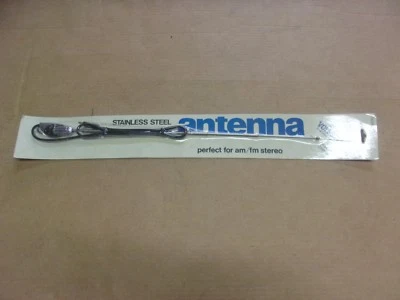 STAINLESS STEEL
antenna
perfect for am/fm stereo